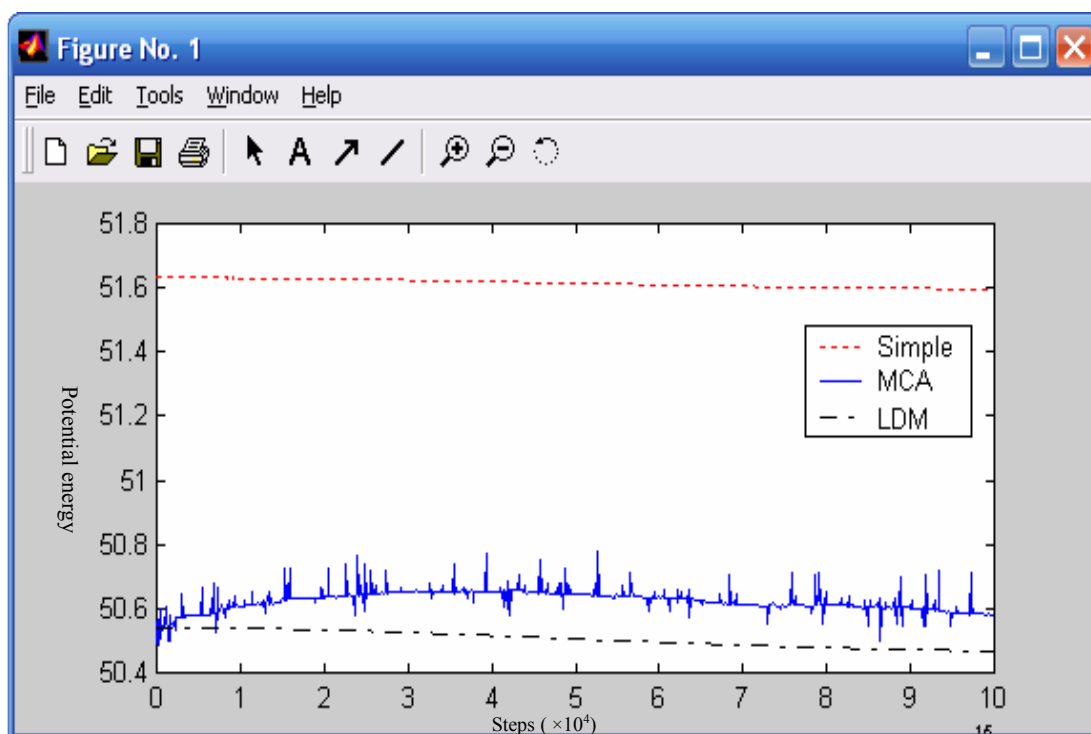 Figure No. 1
File Edit Tools Window Help
A
51.8
51.6
51.4
51.2
51
50.8
50.6
50.4
Potential energy
Simple
MCA
LDM
0 1 2 3 4 5 6 7 8 9 10
Steps ( ×10⁴)